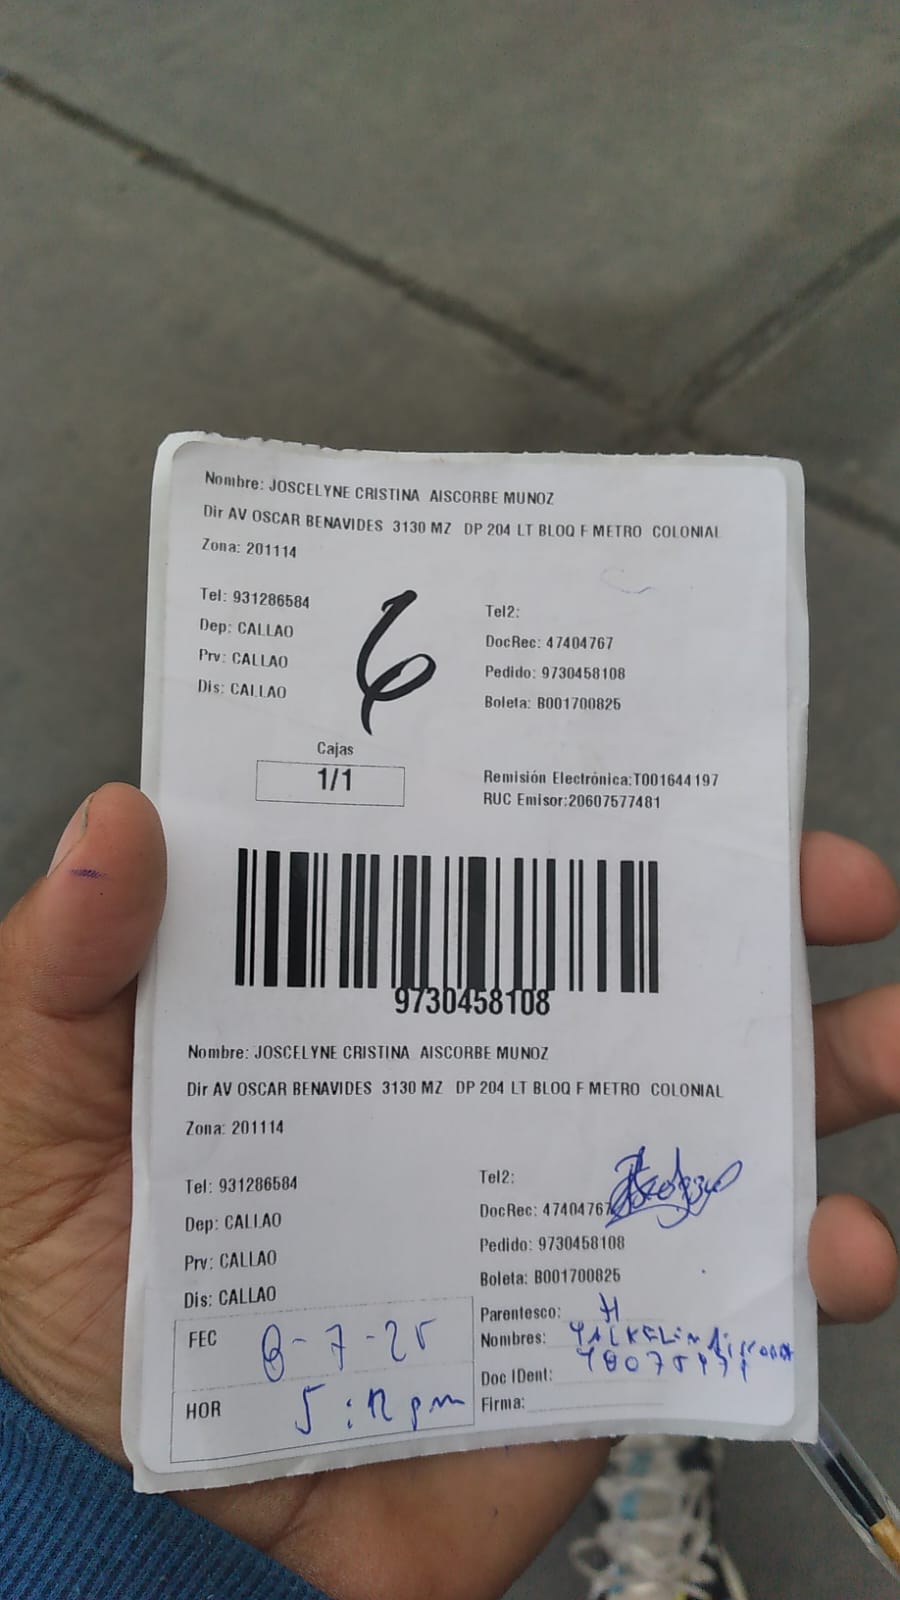 Nombre: JOSCELYNE CRISTINA AISCORBE MUNOZ
Dir AV OSCAR BENAVIDES 3130 MZ DP 204 LT BLOQ F METRO COLONIAL
Zona: 201114
Tel: 931286584
Dep: CALLAO
Prv: CALLAO
Dis: CALLAO
6
Tel2:
DocRec: 47404767
Pedido: 9730458108
Boleta: B001700825
Cajas
1/1
Remisión Electrónica:T001644197
RUC Emisor:20607577481
9730458108
Nombre: JOSCELYNE CRISTINA AISCORBE MUNOZ
Dir AV OSCAR BENAVIDES 3130 MZ DP 204 LT BLOQ F METRO COLONIAL
Zona: 201114
Tel: 931286584
Dep: CALLAO
Prv: CALLAO
Dis: CALLAO
Tel2:
DocRec: 47404767
Pedido: 9730458108
Boleta: B001700825
FEC 8-7-25
HOR 5:12 pm
Parentesco: H
Nombres:
Doc IDent:
Firma: